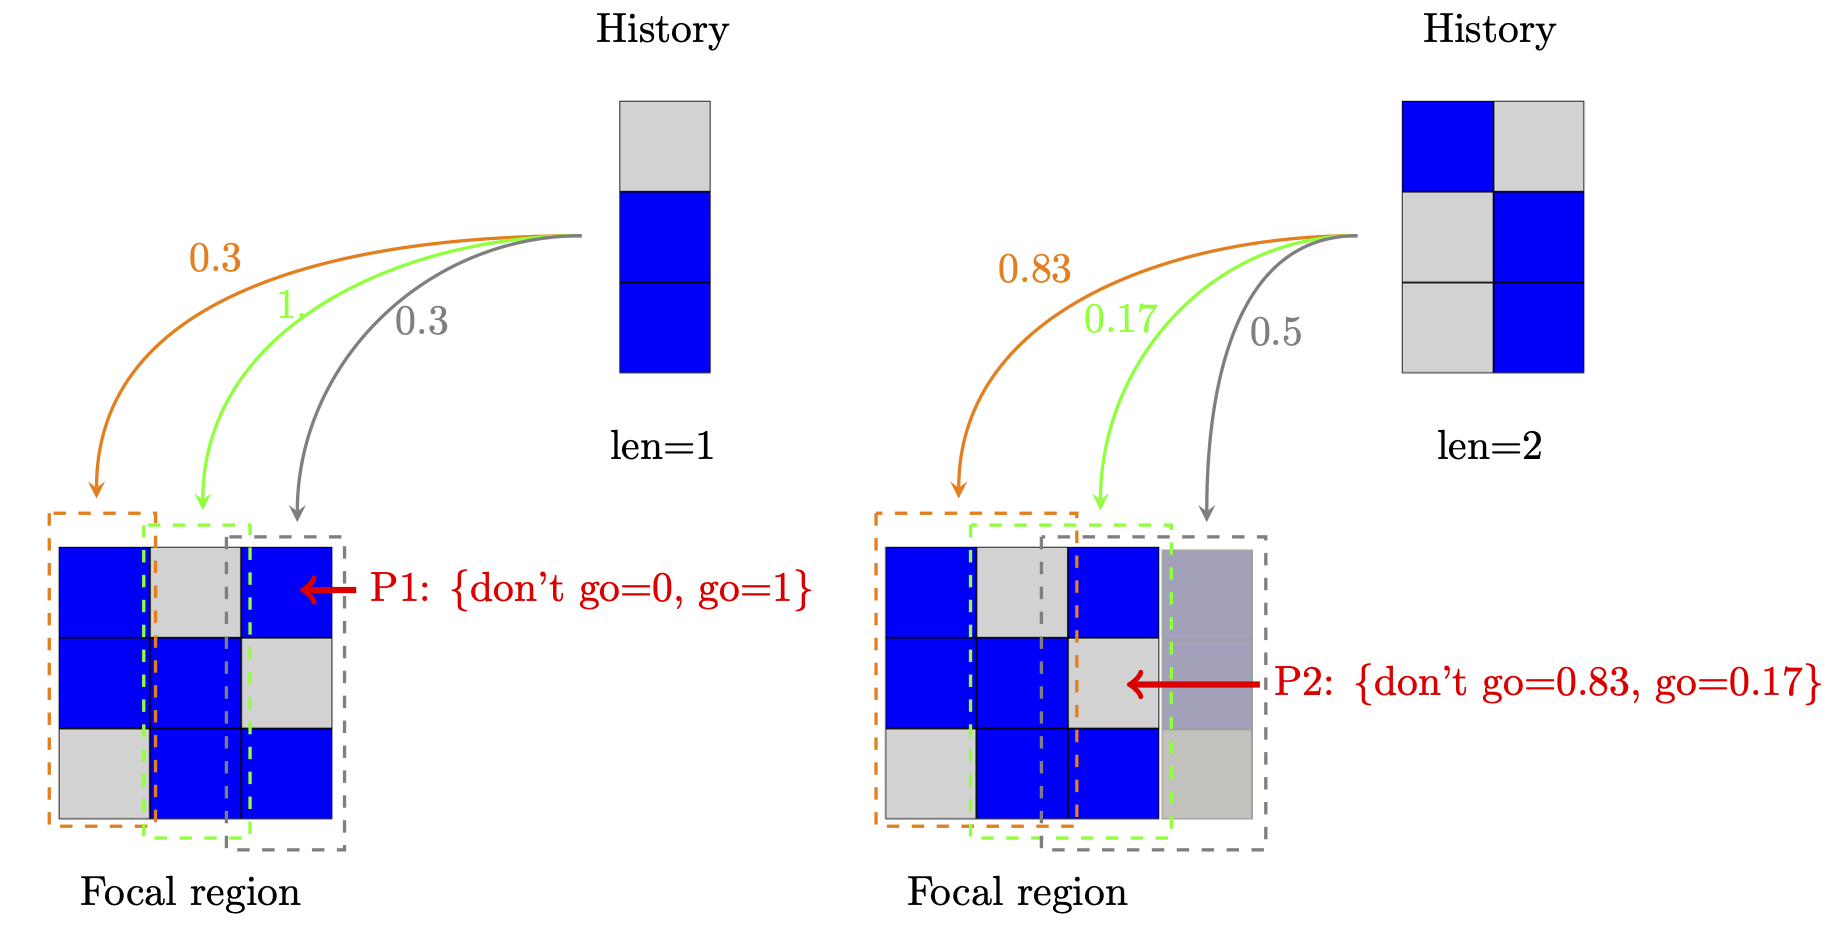 History
History
0.3
1.
0.3
0.83
0.17
0.5
len=1
len=2
P1: {don't go=0, go=1}
P2: {don't go=0.83, go=0.17}
Focal region
Focal region